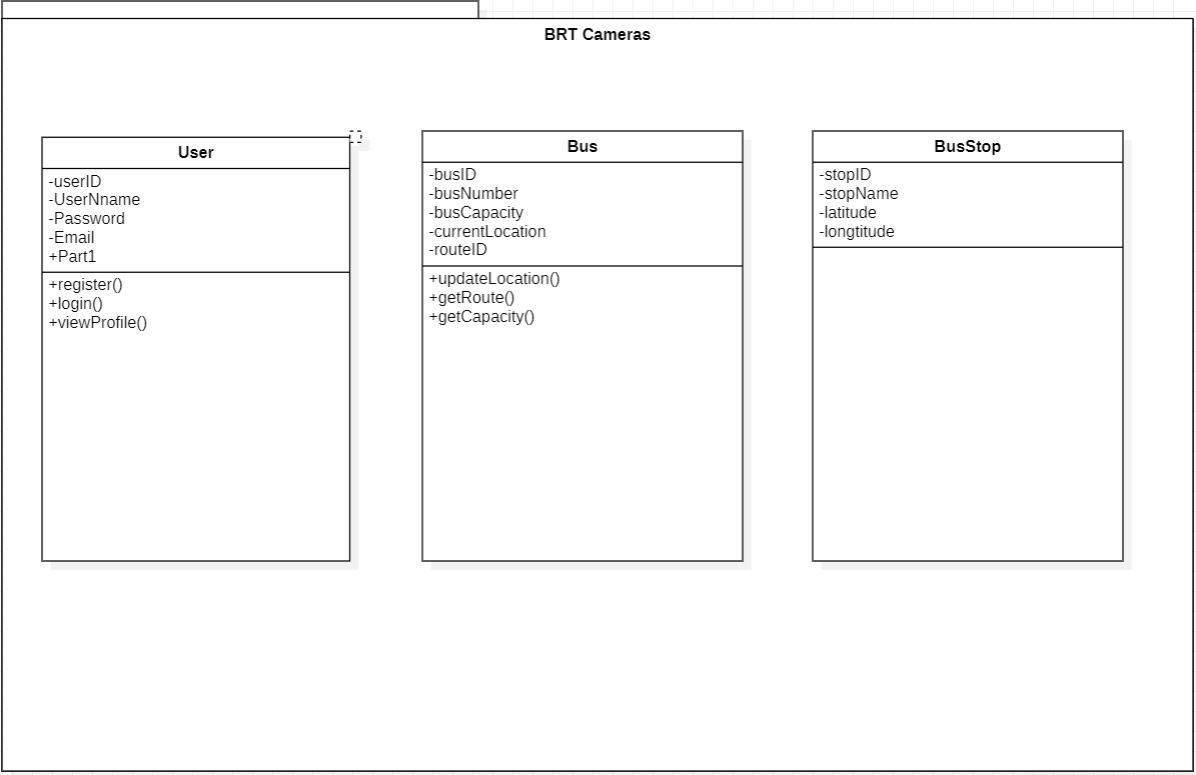 BRT Cameras
User
-userID
-UserNname
-Password
-Email
+Part1
+register()
+login()
+viewProfile()
Bus
-busID
-busNumber
-busCapacity
-currentLocation
-routeID
+updateLocation()
+getRoute()
+getCapacity()
BusStop
-stopID
-stopName
-latitude
-longtitude